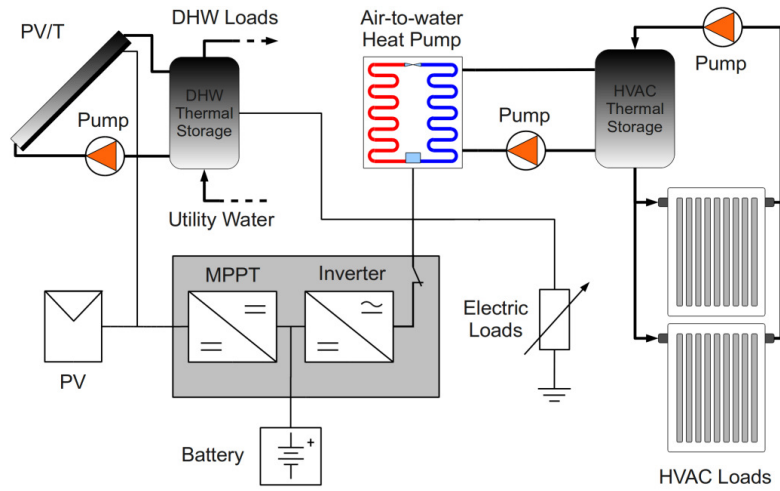 PV/T
DHW Loads
Air-to-water
Heat Pump
Pump
DHW
Thermal
Storage
HVAC
Thermal
Storage
Pump
Pump
Utility Water
MPPT
Inverter
Electric
Loads
PV
Battery
+
HVAC Loads